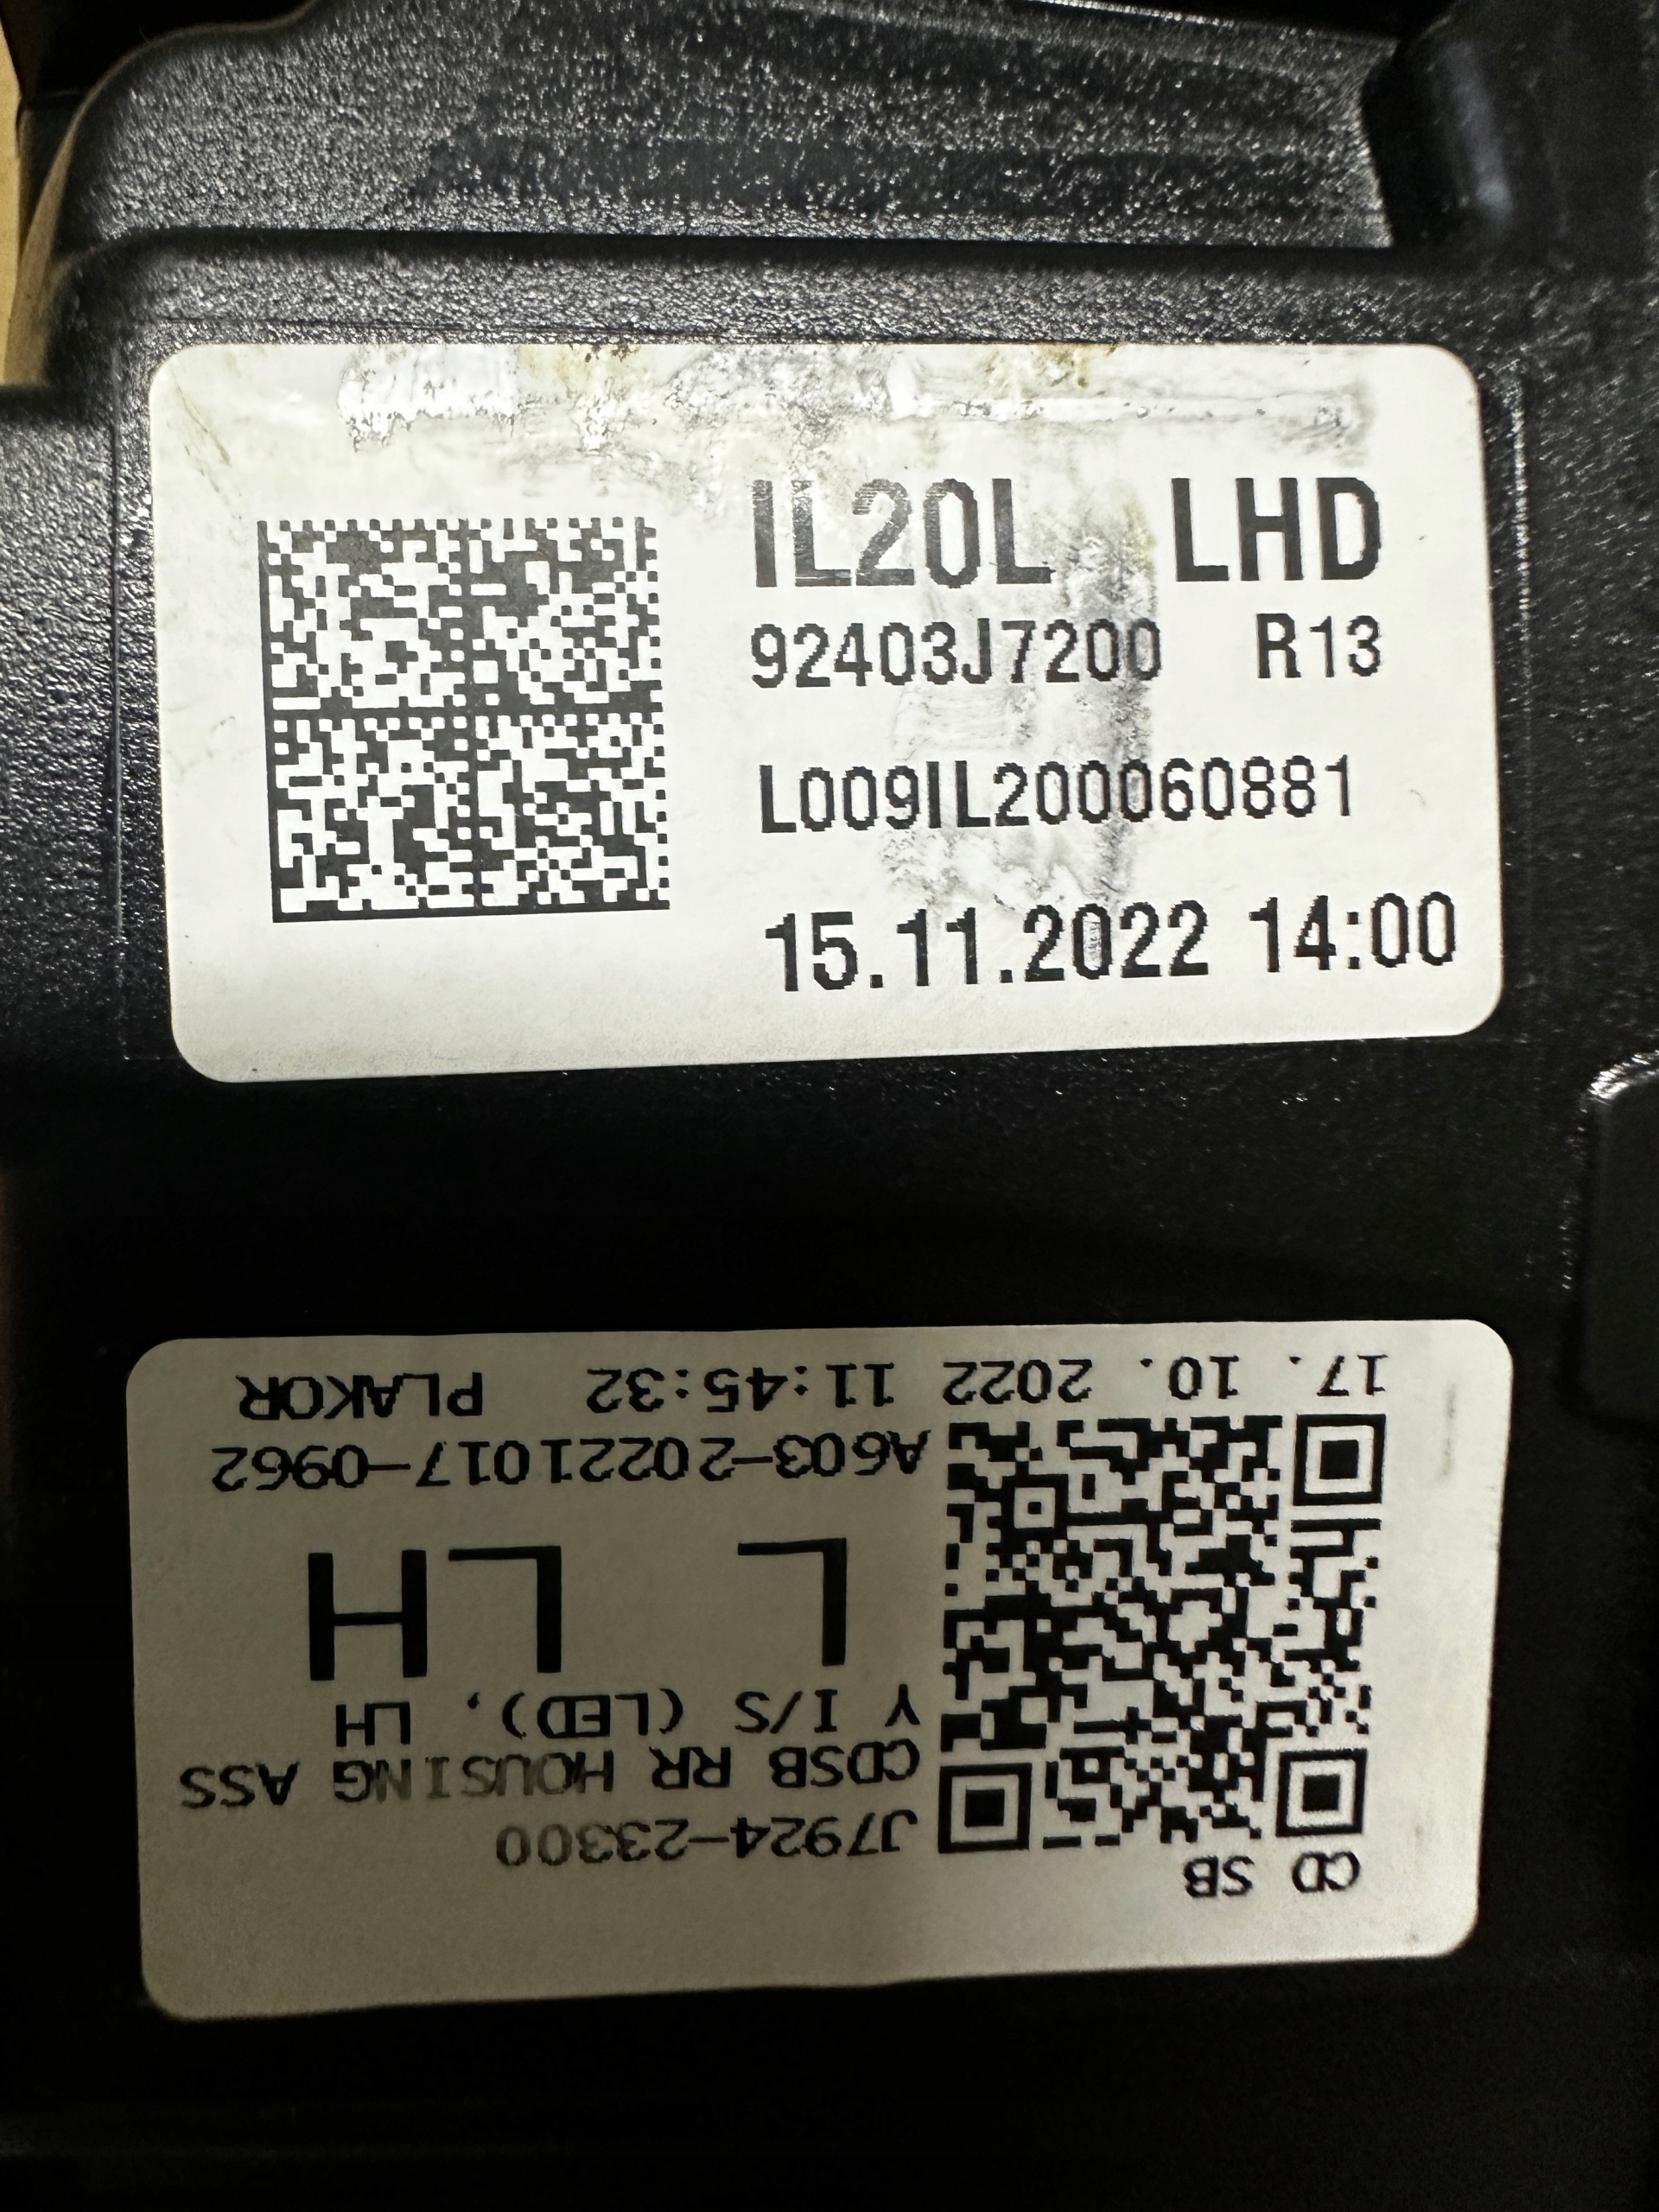 IL20L LHD
92403J7200 R13
L009IL200060881
15.11.2022 14:00
CD SB
J7924-23300
CDSB RR HOUSING ASS
Y I/S (LED), LH
L LH
A603-20221017-0962
17. 10. 2022 11:45:32 PLAKOR